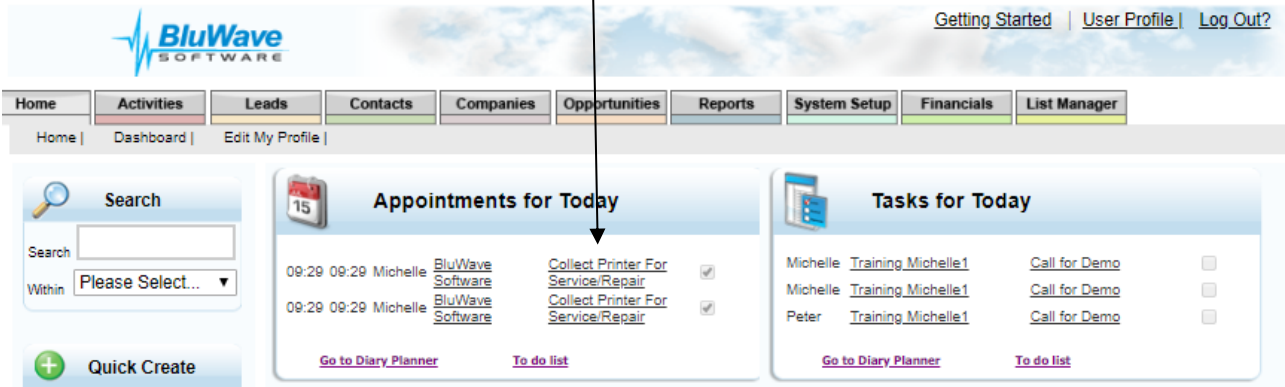 Getting Started | User Profile | Log Out?
BluWave
SOFTWARE
Home Activities Leads Contacts Companies Opportunities Reports System Setup Financials List Manager
Home | Dashboard | Edit My Profile |
Search
Search
Within Please Select...
Quick Create
15
Appointments for Today
09:29 09:29 Michelle BluWave Software Collect Printer For Service/Repair
09:29 09:29 Michelle BluWave Software Collect Printer For Service/Repair
Go to Diary Planner To do list
Tasks for Today
Michelle Training Michelle1 Call for Demo
Michelle Training Michelle1 Call for Demo
Peter Training Michelle1 Call for Demo
Go to Diary Planner To do list